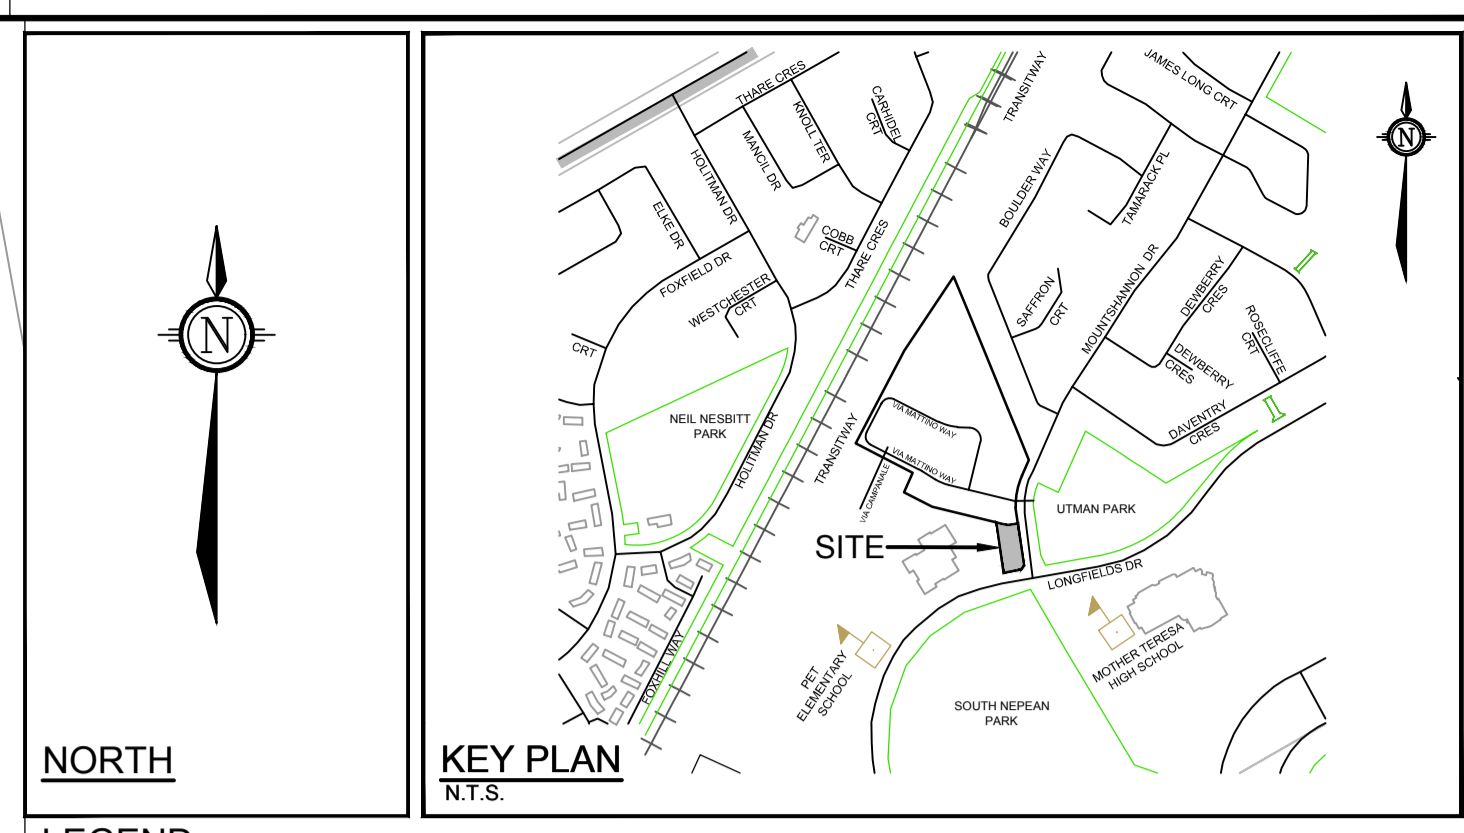 N
NORTH
THARE CRES
KNOLL TER
MANCIL DR
CARHIDEL
CRT
HOLITMAN DR
ELKE DR
FOXFIELD DR
WESTCHESTER
CRT
COBB
CRT
THARE CRES
TRANSITWAY
JAMES LONG CRT
BOULDER WAY
TAMARACK PL
MOUNTSHANNON DR
SAFFRON
CRT
DEWBERRY
CRES
DEWBERRY
CRES
ROSECLIFFE
CRT
DAVENTRY
CRES
N
CRT
NEIL NESBITT
PARK
HOLITMAN DR
TRANSITWAY
VIA MATTINO WAY
VIA MATTINO WAY
VIA CAMPANALE
UTMAN PARK
SITE
LONGFIELDS DR
MOTHER TERESA
HIGH SCHOOL
PET
ELEMENTARY
SCHOOL
FOXHILL WAY
SOUTH NEPEAN
PARK
KEY PLAN
N.T.S.
LEGEND